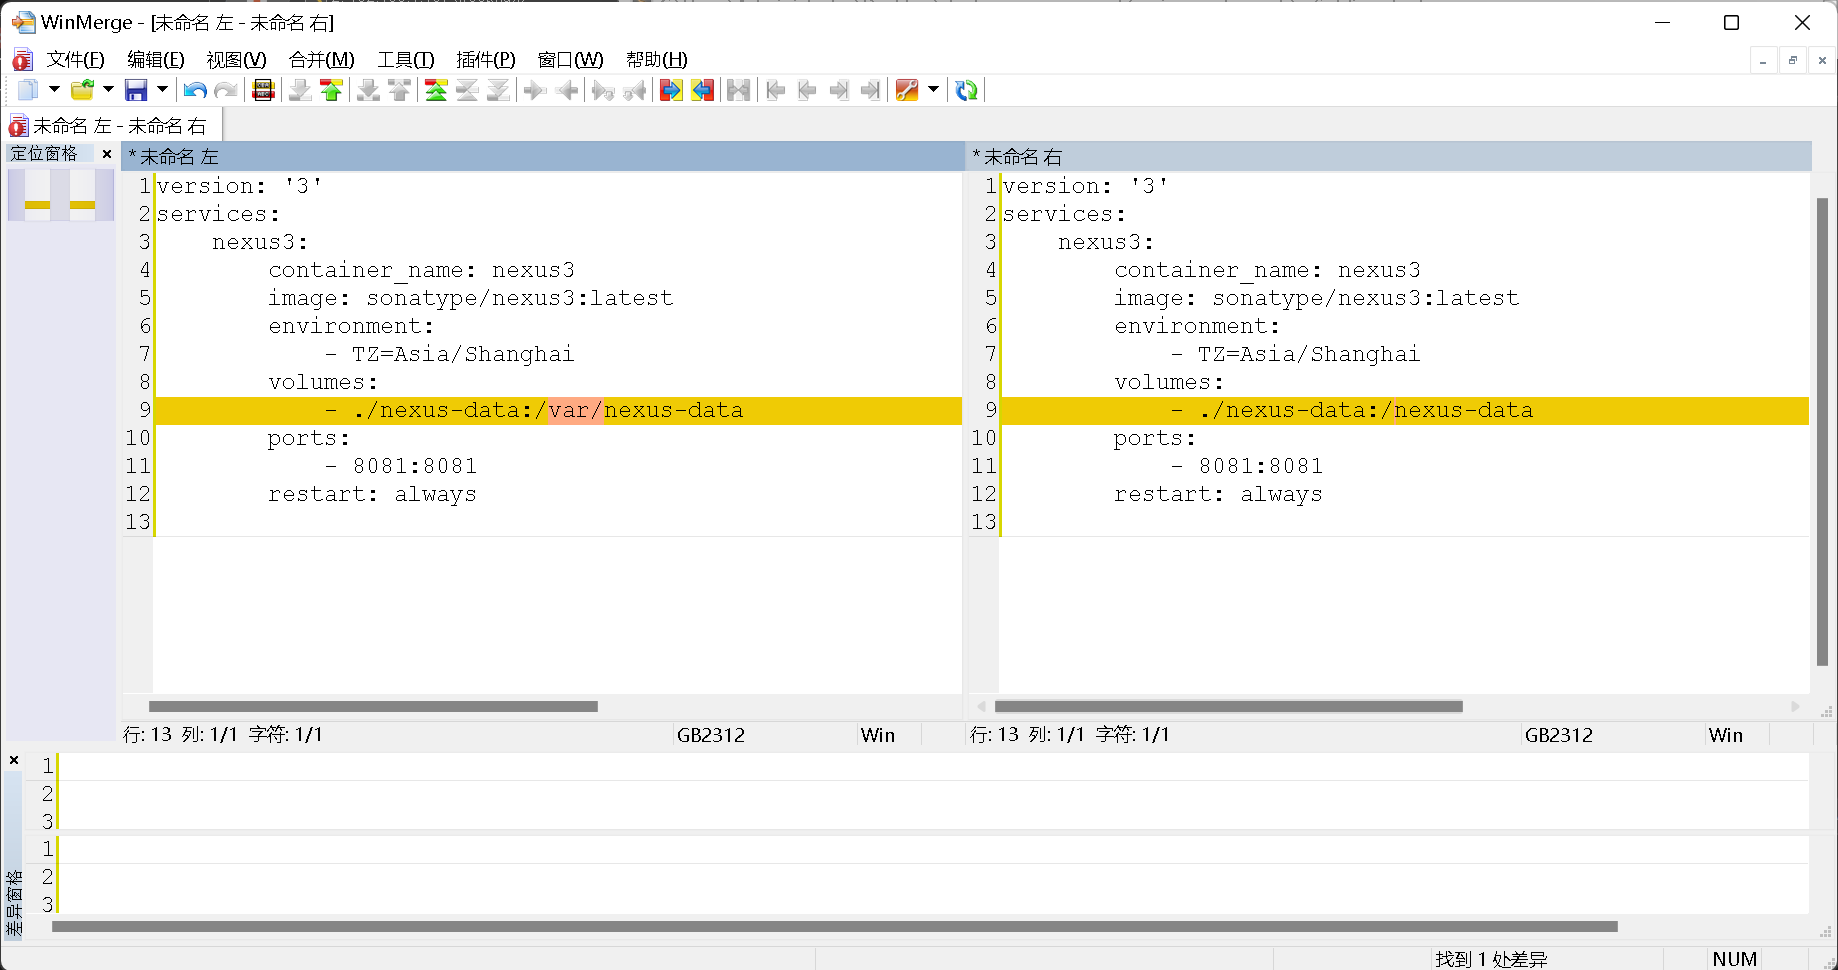 WinMerge - [未命名 左 - 未命名 右]
文件(F) 编辑(E) 视图(V) 合并(M) 工具(T) 插件(P) 窗口(W) 帮助(H)
未命名 左 - 未命名 右
定位窗格
* 未命名 左
1 version: '3'
2 services:
3     nexus3:
4         container_name: nexus3
5         image: sonatype/nexus3:latest
6         environment:
7             - TZ=Asia/Shanghai
8         volumes:
9             - ./nexus-data:/var/nexus-data
10         ports:
11             - 8081:8081
12         restart: always
13
行: 13 列: 1/1 字符: 1/1 GB2312 Win
* 未命名 右
1 version: '3'
2 services:
3     nexus3:
4         container_name: nexus3
5         image: sonatype/nexus3:latest
6         environment:
7             - TZ=Asia/Shanghai
8         volumes:
9             - ./nexus-data:/nexus-data
10         ports:
11             - 8081:8081
12         restart: always
13
行: 13 列: 1/1 字符: 1/1 GB2312 Win
差异窗格
1
2
3
1
2
3
找到 1 处差异 NUM